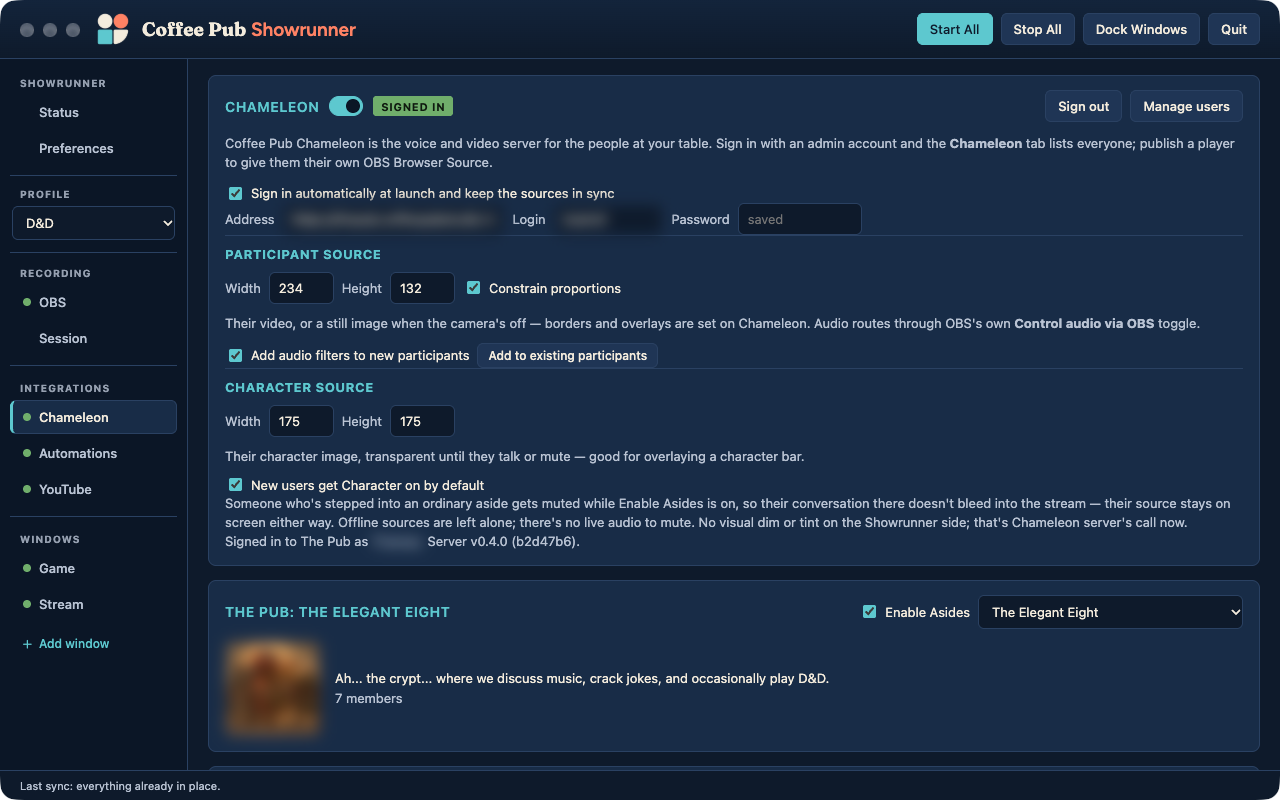 Coffee Pub Showrunner
Start All
Stop All
Dock Windows
Quit
SHOWRUNNER
Status
Preferences
PROFILE
D&D
RECORDING
OBS
Session
INTEGRATIONS
Chameleon
Automations
YouTube
WINDOWS
Game
Stream
+ Add window
CHAMELEON
SIGNED IN
Sign out
Manage users
Coffee Pub Chameleon is the voice and video server for the people at your table. Sign in with an admin account and the Chameleon tab lists everyone; publish a player
to give them their own OBS Browser Source.
Sign in automatically at launch and keep the sources in sync
Address Login Password saved
PARTICIPANT SOURCE
Width 234 Height 132 Constrain proportions
Their video, or a still image when the camera's off — borders and overlays are set on Chameleon. Audio routes through OBS's own Control audio via OBS toggle.
Add audio filters to new participants Add to existing participants
CHARACTER SOURCE
Width 175 Height 175
Their character image, transparent until they talk or mute — good for overlaying a character bar.
New users get Character on by default
Someone who's stepped into an ordinary aside gets muted while Enable Asides is on, so their conversation there doesn't bleed into the stream — their source stays on
screen either way. Offline sources are left alone; there's no live audio to mute. No visual dim or tint on the Showrunner side; that's Chameleon server's call now.
Signed in to The Pub as Server v0.4.0 (b2d47b6).
THE PUB: THE ELEGANT EIGHT
Enable Asides
The Elegant Eight
Ah... the crypt... where we discuss music, crack jokes, and occasionally play D&D.
7 members
Last sync: everything already in place.